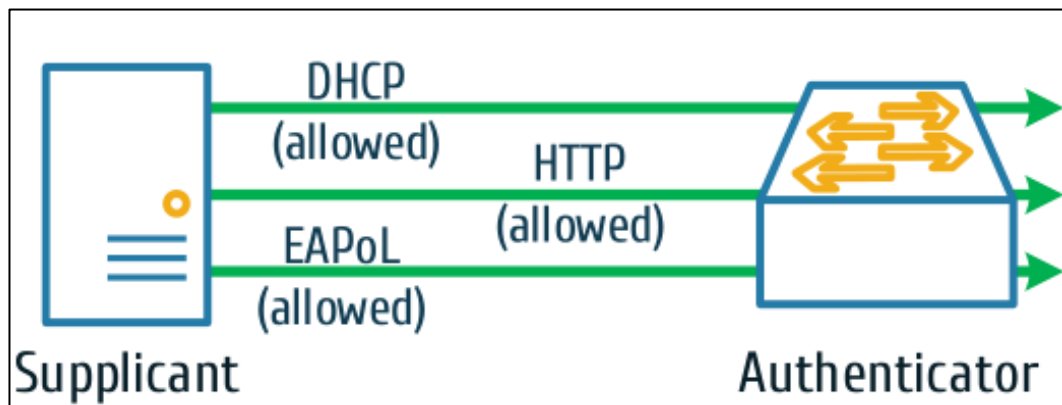 DHCP
(allowed)
HTTP
(allowed)
EAPoL
(allowed)
Supplicant
Authenticator